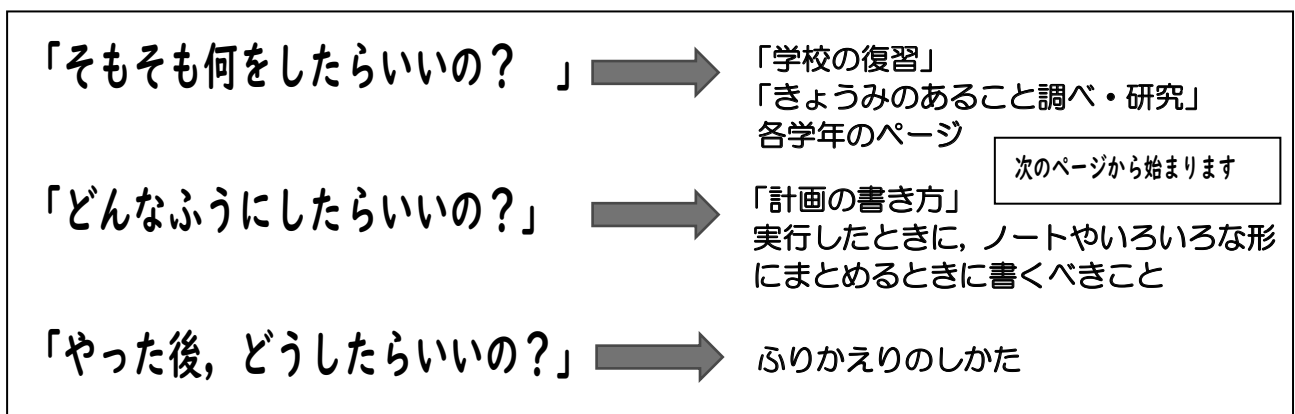 「そもそも何をしたらいいの？　」
「学校の復習」
「きょうみのあること調べ・研究」
各学年のページ
次のページから始まります
「どんなふうにしたらいいの？」
「計画の書き方」
実行したときに，ノートやいろいろな形
にまとめるときに書くべきこと
「やった後，どうしたらいいの？」
ふりかえりのしかた